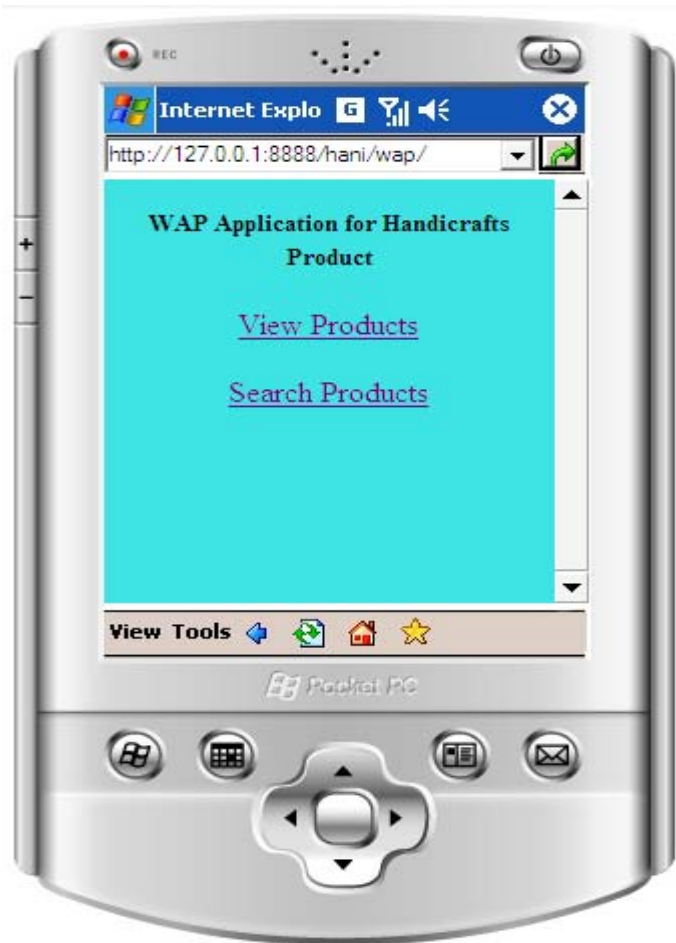 REC
Internet Explo G
http://127.0.0.1:8888/hani/wap/
WAP Application for Handicrafts
Product
View Products
Search Products
View Tools
Pocket PC
+
-